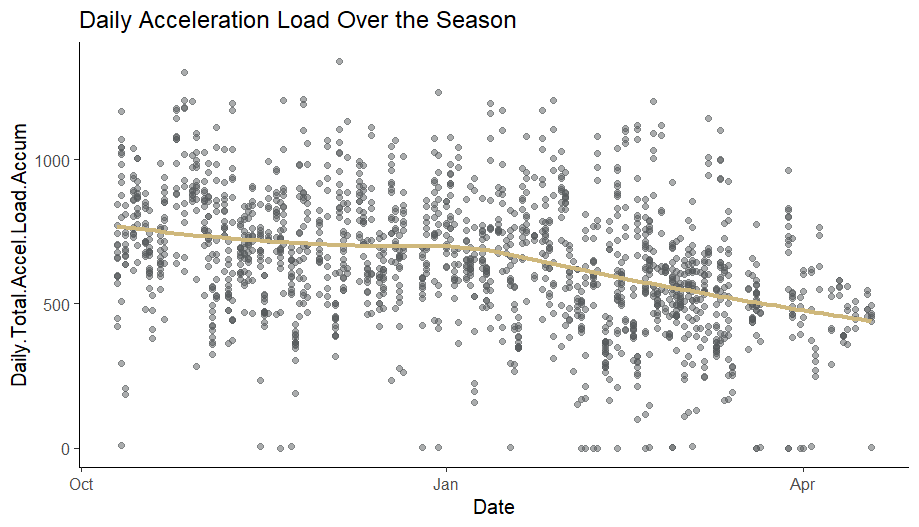 Daily Acceleration Load Over the Season
Daily.Total.Accel.Load.Accum
1000
500
0
Oct
Jan
Apr
Date